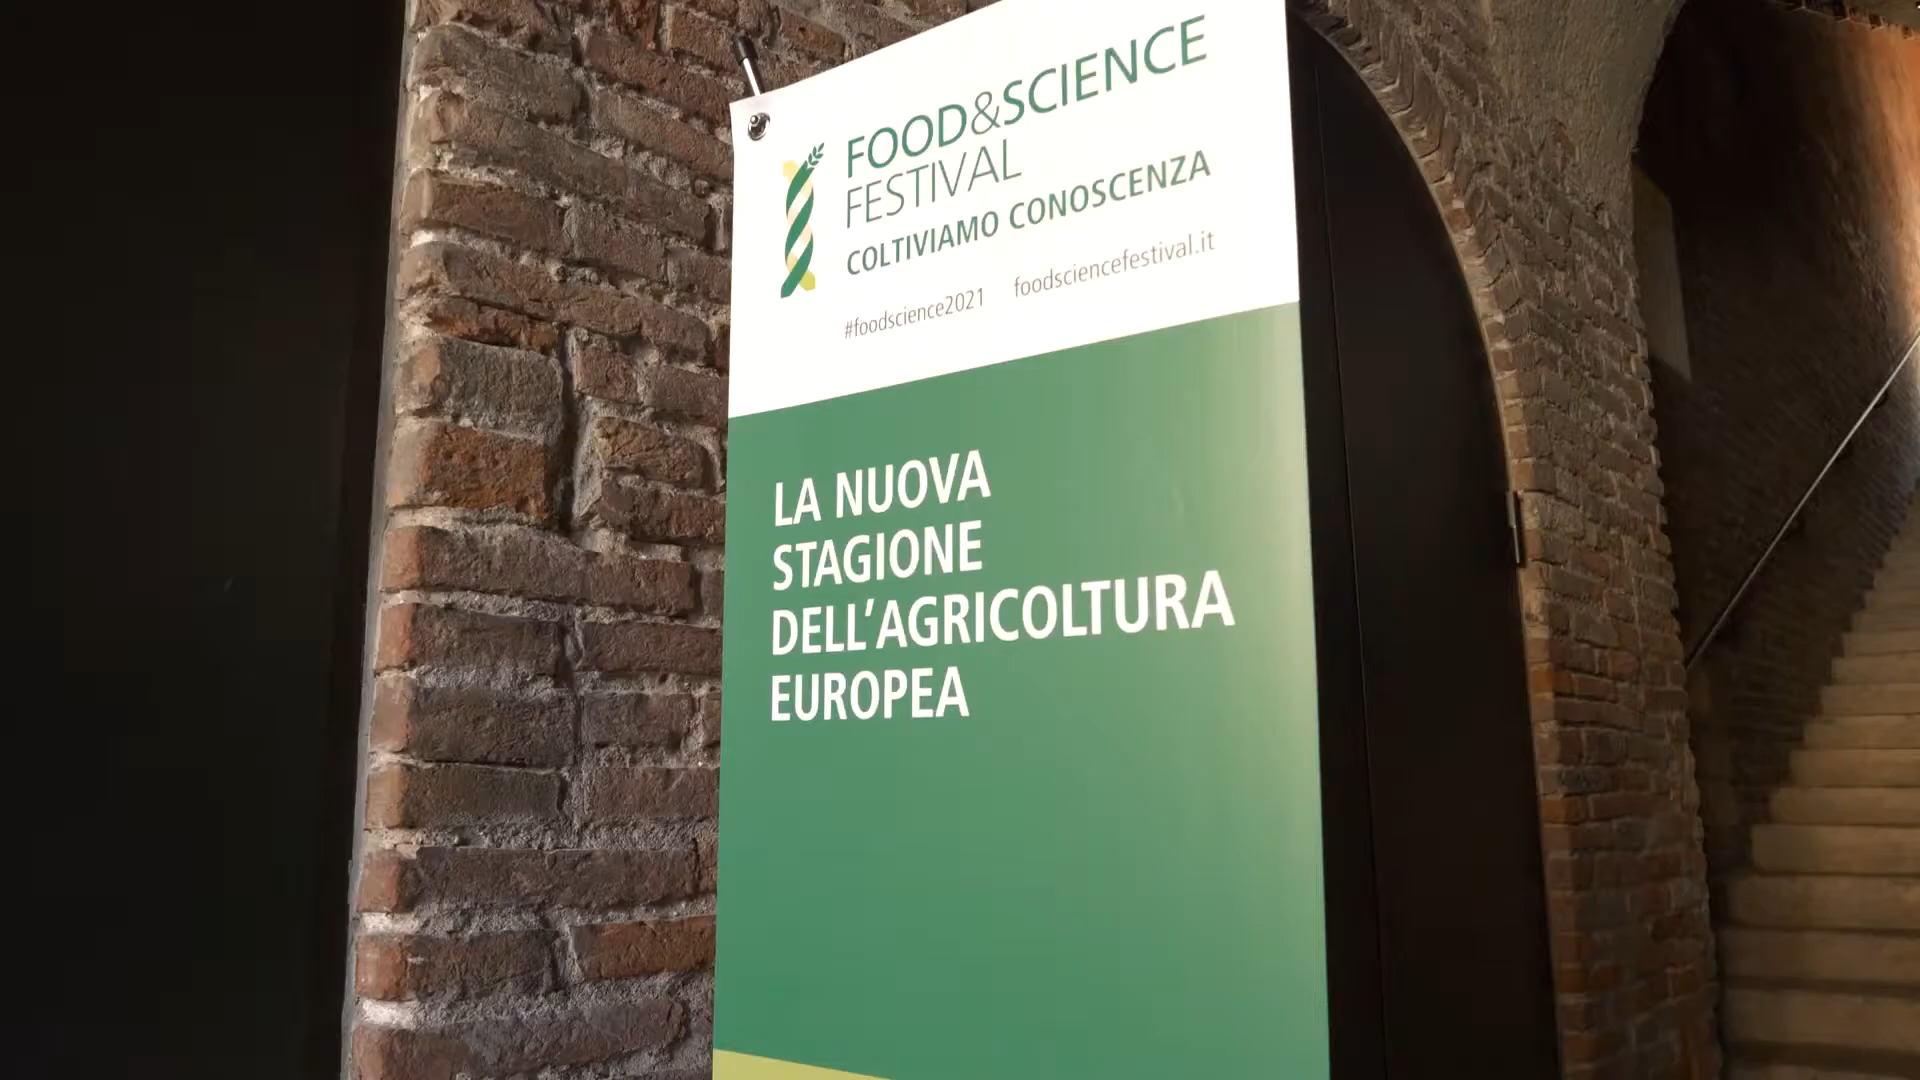 FOOD&SCIENCE
FESTIVAL
COLTIVIAMO CONOSCENZA
#foodscience2021 foodsciencefestival.it
LA NUOVA
STAGIONE
DELL'AGRICOLTURA
EUROPEA